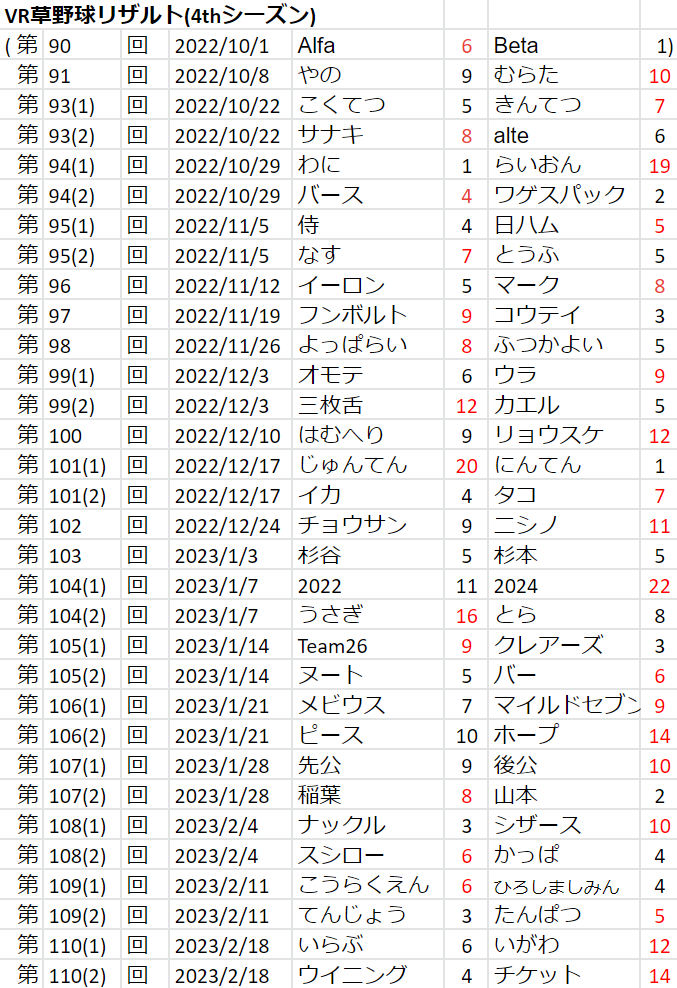 VR草野球リザルト(4thシーズン)
( 第 90 回 2022/10/1 Alfa 6 Beta 1)
第 91 回 2022/10/8 やの 9 むらた 10
第 93(1) 回 2022/10/22 こくてつ 5 きんてつ 7
第 93(2) 回 2022/10/22 サナキ 8 alte 6
第 94(1) 回 2022/10/29 わに 1 らいおん 19
第 94(2) 回 2022/10/29 バース 4 ワゲスパック 2
第 95(1) 回 2022/11/5 侍 4 日ハム 5
第 95(2) 回 2022/11/5 なす 7 とうふ 5
第 96 回 2022/11/12 イーロン 5 マーク 8
第 97 回 2022/11/19 フンボルト 9 コウテイ 3
第 98 回 2022/11/26 よっぱらい 8 ふつかよい 5
第 99(1) 回 2022/12/3 オモテ 6 ウラ 9
第 99(2) 回 2022/12/3 三枚舌 12 カエル 5
第 100 回 2022/12/10 はむへり 9 リョウスケ 12
第 101(1) 回 2022/12/17 じゅんてん 20 にんてん 1
第 101(2) 回 2022/12/17 イカ 4 タコ 7
第 102 回 2022/12/24 チョウサン 9 ニシノ 11
第 103 回 2023/1/3 杉谷 5 杉本 5
第 104(1) 回 2023/1/7 2022 11 2024 22
第 104(2) 回 2023/1/7 うさぎ 16 とら 8
第 105(1) 回 2023/1/14 Team26 9 クレアーズ 3
第 105(2) 回 2023/1/14 ヌート 5 バー 6
第 106(1) 回 2023/1/21 メビウス 7 マイルドセブン 9
第 106(2) 回 2023/1/21 ピース 10 ホープ 14
第 107(1) 回 2023/1/28 先公 9 後公 10
第 107(2) 回 2023/1/28 稲葉 8 山本 2
第 108(1) 回 2023/2/4 ナックル 3 シザース 10
第 108(2) 回 2023/2/4 スシロー 6 かっぱ 4
第 109(1) 回 2023/2/11 こうらくえん 6 ひろしましみん 4
第 109(2) 回 2023/2/11 てんじょう 3 たんぱつ 5
第 110(1) 回 2023/2/18 いらぶ 6 いがわ 12
第 110(2) 回 2023/2/18 ウイニング 4 チケット 14